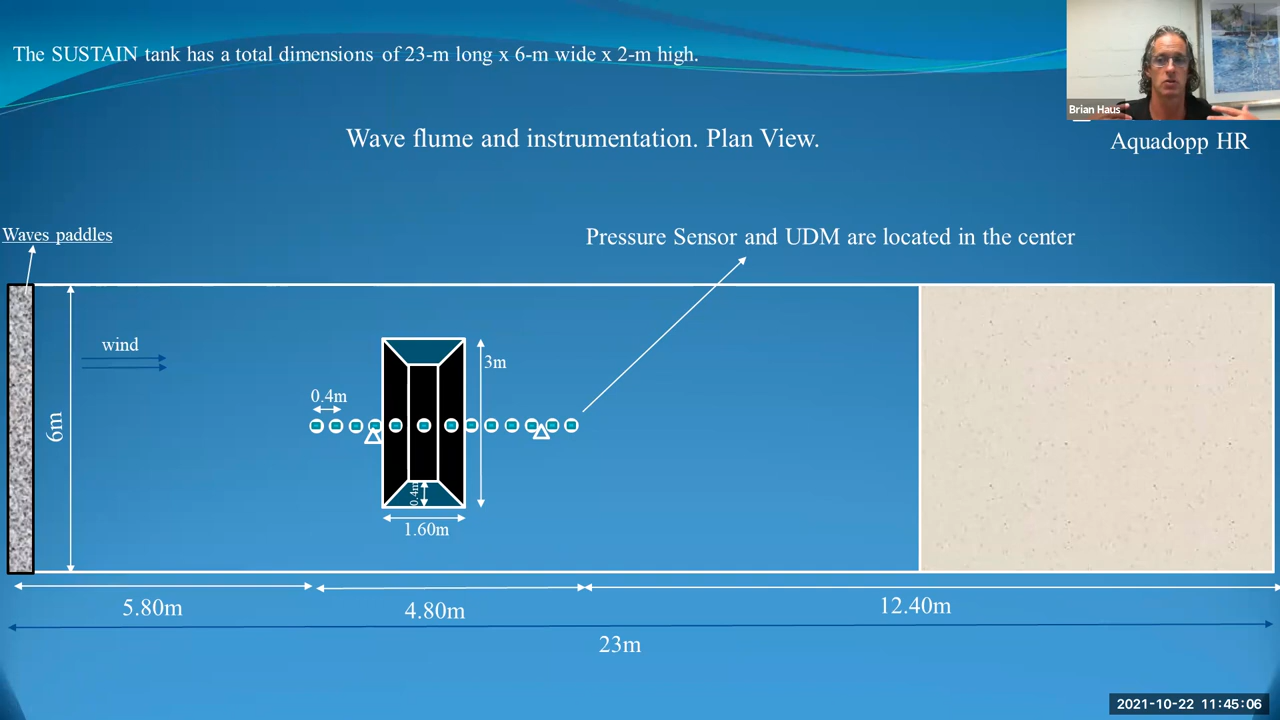 The SUSTAIN tank has a total dimensions of 23-m long x 6-m wide x 2-m high.
Brian Haus
Wave flume and instrumentation. Plan View.
Aquadopp HR
Waves paddles
Pressure Sensor and UDM are located in the center
wind
3m
0.4m
6m
0.4m
1.60m
5.80m
4.80m
12.40m
23m
2021-10-22 11:45:06